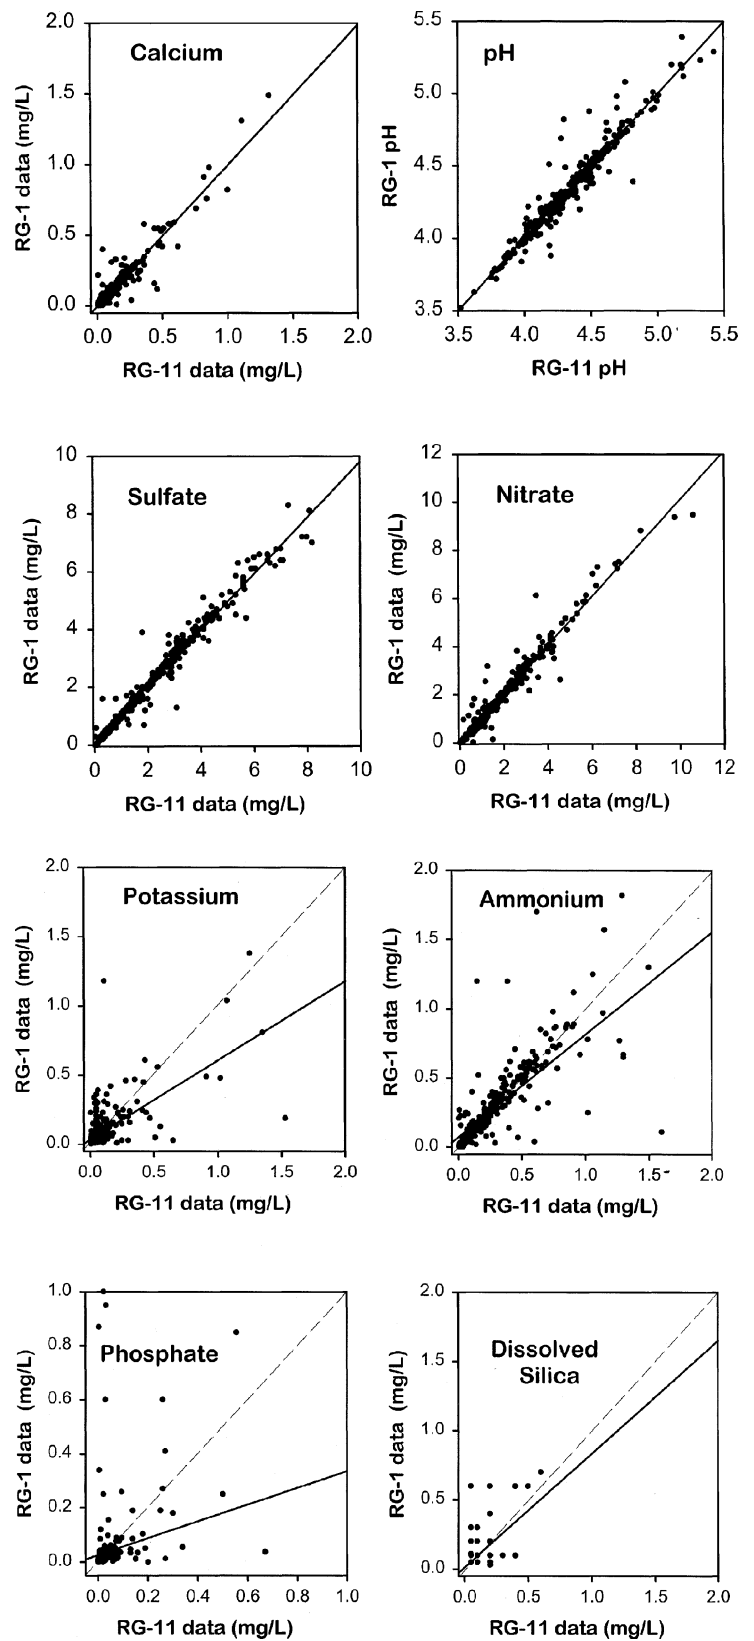 Calcium
RG-1 data (mg/L)
2.0
1.5
1.0
0.5
0.0
0.0 0.5 1.0 1.5 2.0
RG-11 data (mg/L)
pH
RG-1 pH
5.5
5.0
4.5
4.0
3.5
3.5 4.0 4.5 5.0 5.5
RG-11 pH
Sulfate
RG-1 data (mg/L)
10
8
6
4
2
0
0 2 4 6 8 10
RG-11 data (mg/L)
Nitrate
RG-1 data (mg/L)
12
10
8
6
4
2
0
0 2 4 6 8 10 12
RG-11 data (mg/L)
Potassium
RG-1 data (mg/L)
2.0
1.5
1.0
0.5
0.0
0.0 0.5 1.0 1.5 2.0
RG-11 data (mg/L)
Ammonium
RG-1 data (mg/L)
2.0
1.5
1.0
0.5
0.0
0.0 0.5 1.0 1.5 2.0
RG-11 data (mg/L)
Phosphate
RG-1 data (mg/L)
1.0
0.8
0.6
0.4
0.2
0.0
0.0 0.2 0.4 0.6 0.8 1.0
RG-11 data (mg/L)
Dissolved
Silica
RG-1 data (mg/L)
2.0
1.5
1.0
0.5
0.0
0.0 0.5 1.0 1.5 2.0
RG-11 data (mg/L)